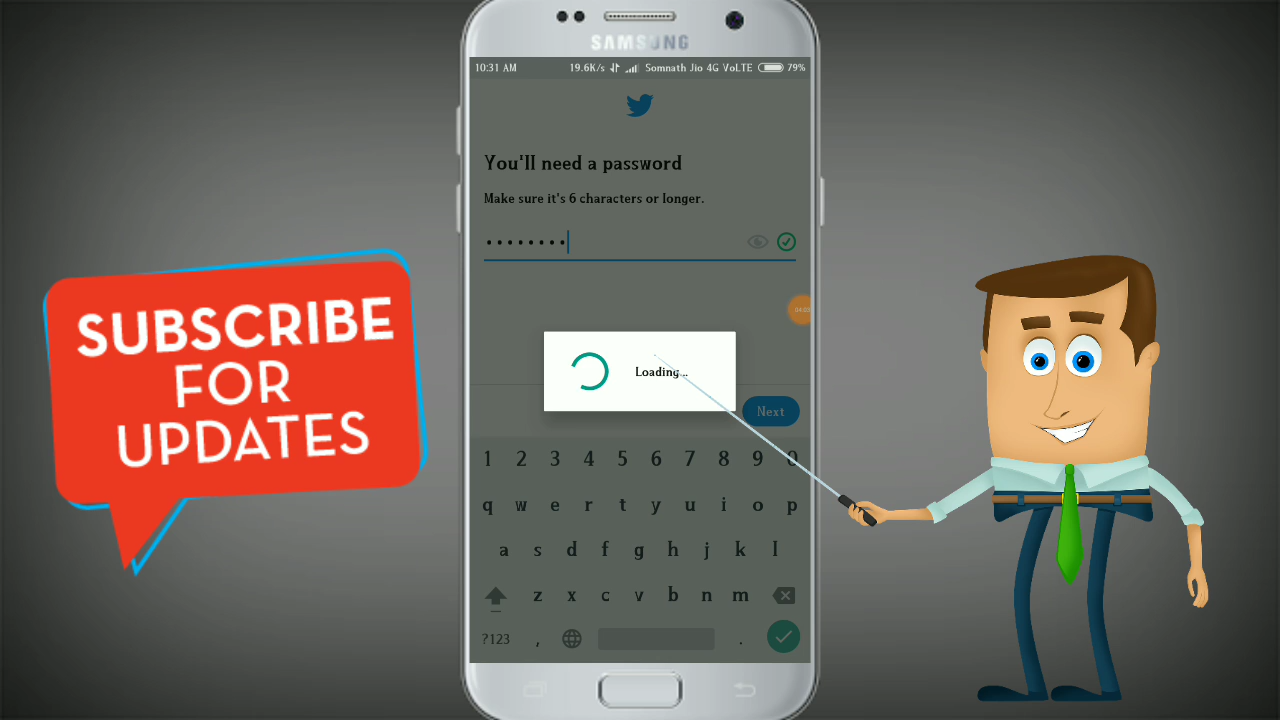 SUBSCRIBE
FOR
UPDATES
SAMSUNG
10:31 AM 19.6K/s Somnath Jio 4G VoLTE 79%
You'll need a password
Make sure it's 6 characters or longer.
••••••••
Loading...
Next
1 2 3 4 5 6 7 8 9 0
q w e r t y u i o p
a s d f g h j k l
z x c v b n m
?123 , .